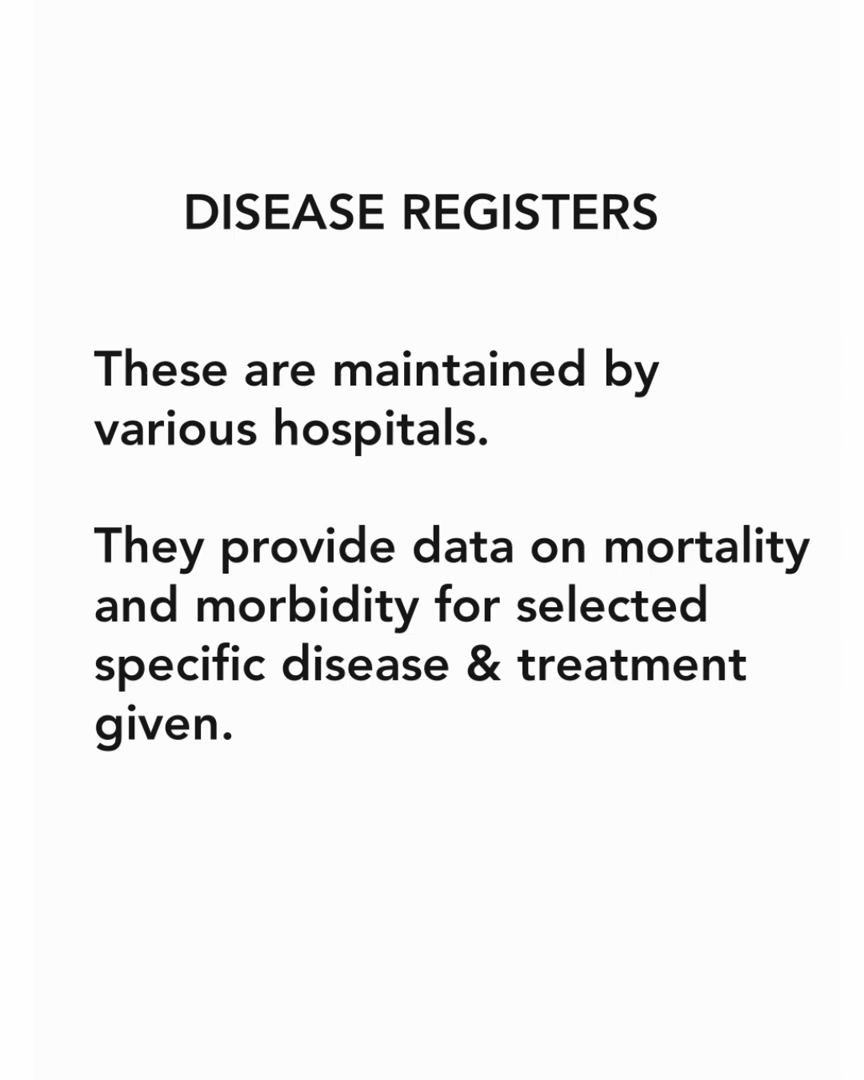 DISEASE REGISTERS
These are maintained by
various hospitals.
They provide data on mortality
and morbidity for selected
specific disease & treatment
given.